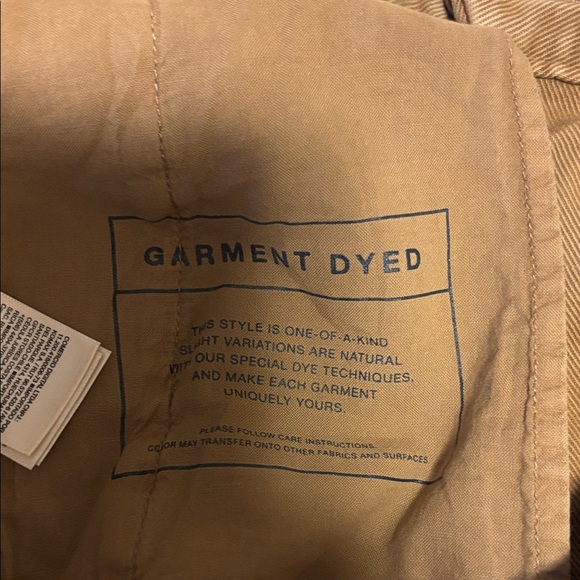 GARMENT DYED
THIS STYLE IS ONE-OF-A-KIND
SLIGHT VARIATIONS ARE NATURAL
WITH OUR SPECIAL DYE TECHNIQUES,
AND MAKE EACH GARMENT
UNIQUELY YOURS.
PLEASE FOLLOW CARE INSTRUCTIONS.
COLOR MAY TRANSFER ONTO OTHER FABRICS AND SURFACES